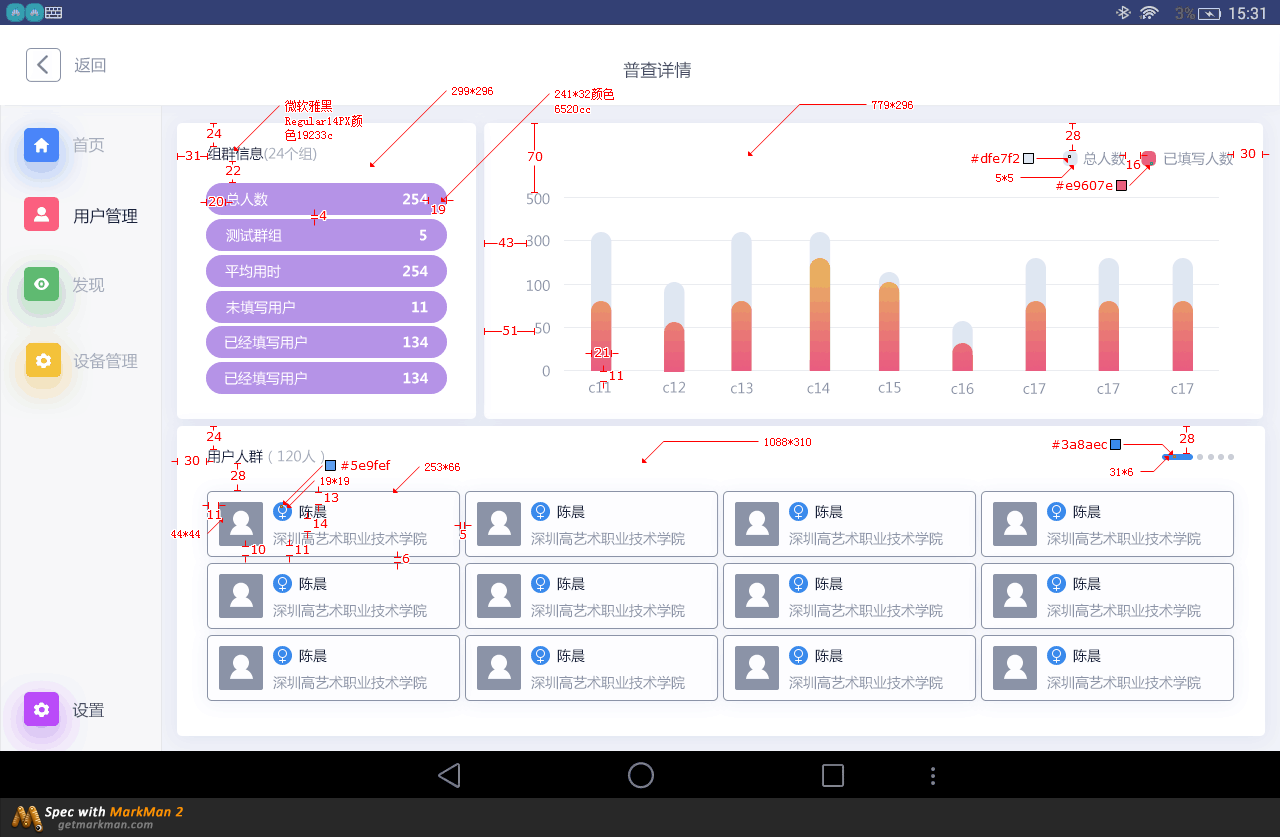 3% 15:31
返回
普查详情
微软雅黑
Regular14PX颜
色19233c
299*296
241*32颜色
6520cc
779*296
首页
用户管理
发现
设备管理
设置
24
31
组群信息(24个组)
22
20
总人数 254
19
4
测试群组 5
平均用时 254
未填写用户 11
已经填写用户 134
已经填写用户 134
70
28
#dfe7f2
总人数
16
已填写人数
30
5*5
#e9607e
500
43
300
100
51
50
21
0
11
c11 c12 c13 c14 c15 c16 c17 c17 c17
24
30
用户人群 ( 120人 )
28
#5e9fef
19*19
253*66
1088*310
#3a8aec
28
31*6
13
11
14
44*44
10
11
6
5
陈晨 陈晨 陈晨 陈晨
深圳高艺术职业技术学院 深圳高艺术职业技术学院 深圳高艺术职业技术学院 深圳高艺术职业技术学院
陈晨 陈晨 陈晨 陈晨
深圳高艺术职业技术学院 深圳高艺术职业技术学院 深圳高艺术职业技术学院 深圳高艺术职业技术学院
陈晨 陈晨 陈晨 陈晨
深圳高艺术职业技术学院 深圳高艺术职业技术学院 深圳高艺术职业技术学院 深圳高艺术职业技术学院
Spec with MarkMan 2
getmarkman.com